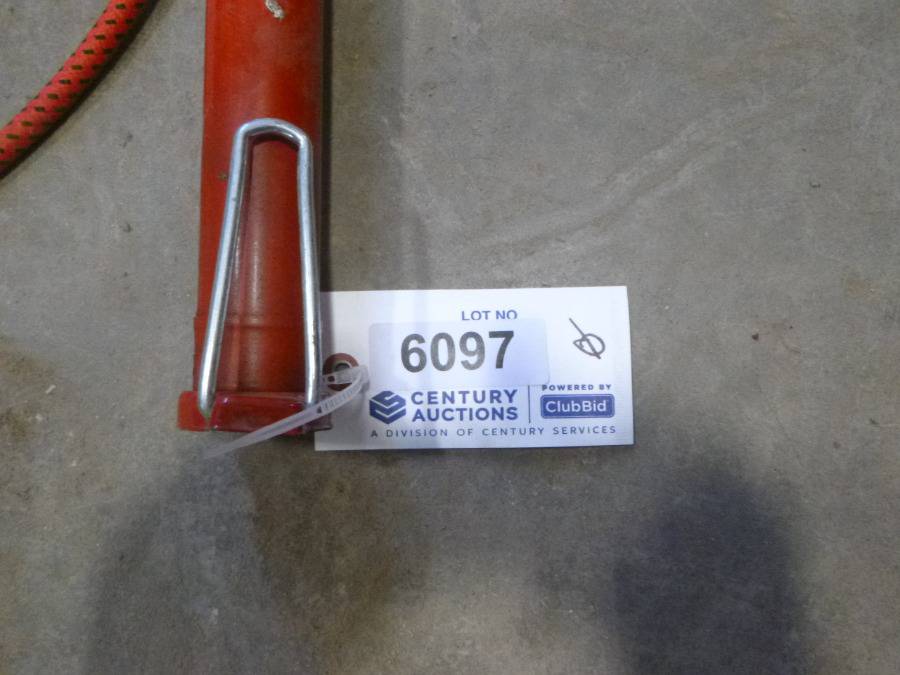 LOT NO
6097
CENTURY
AUCTIONS
POWERED BY
ClubBid
A DIVISION OF CENTURY SERVICES